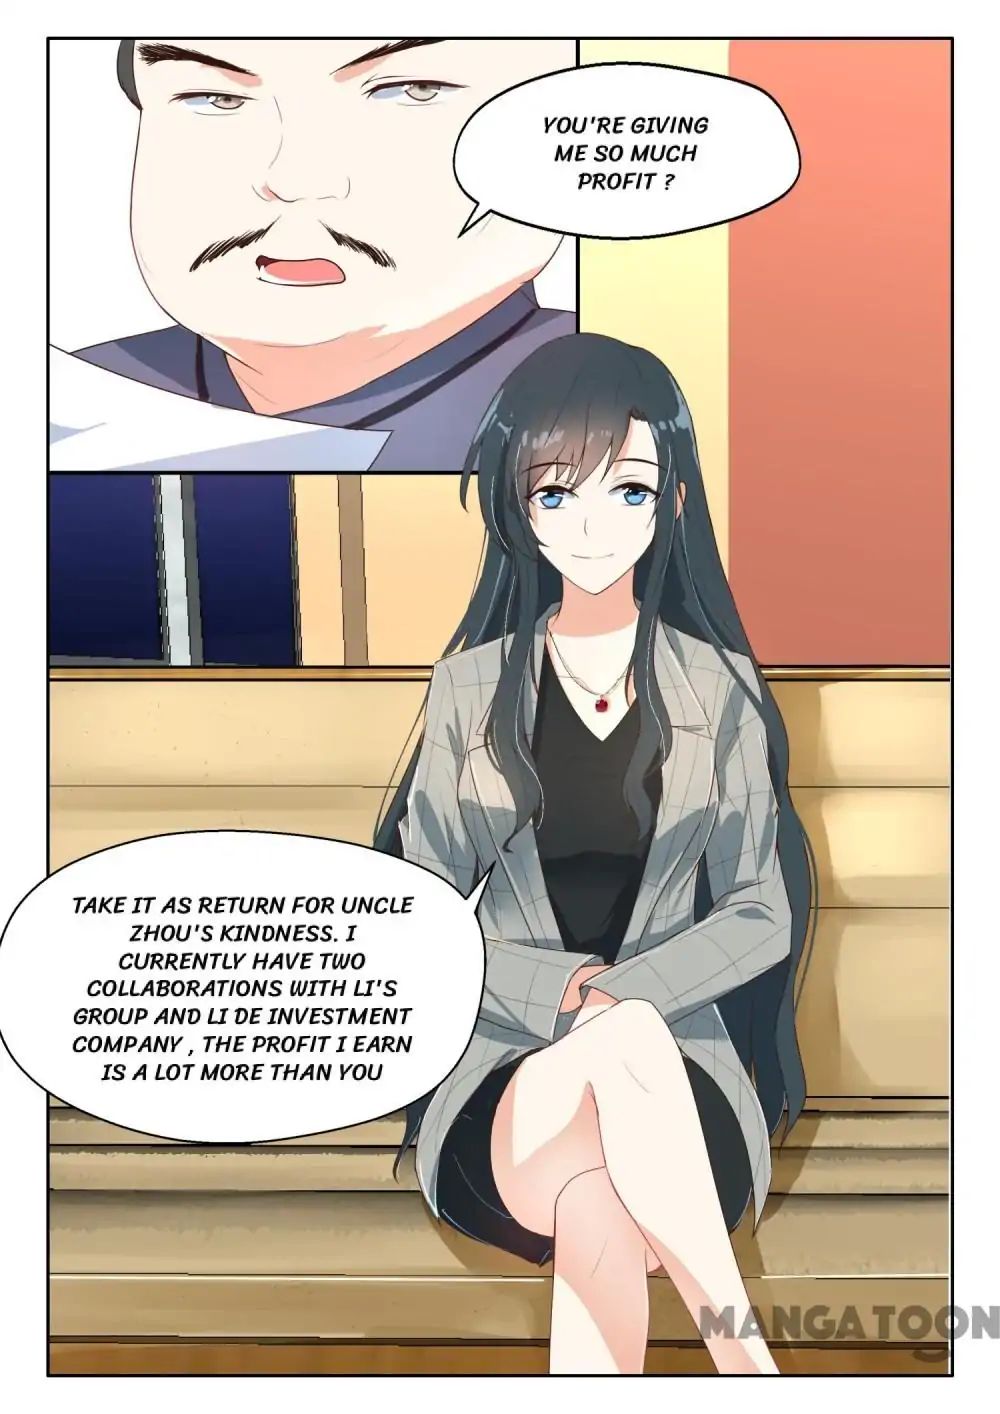 YOU'RE GIVING
ME SO MUCH
PROFIT ?
TAKE IT AS RETURN FOR UNCLE
ZHOU'S KINDNESS. I
CURRENTLY HAVE TWO
COLLABORATIONS WITH LI'S
GROUP AND LI DE INVESTMENT
COMPANY , THE PROFIT I EARN
IS A LOT MORE THAN YOU
MANGATOON